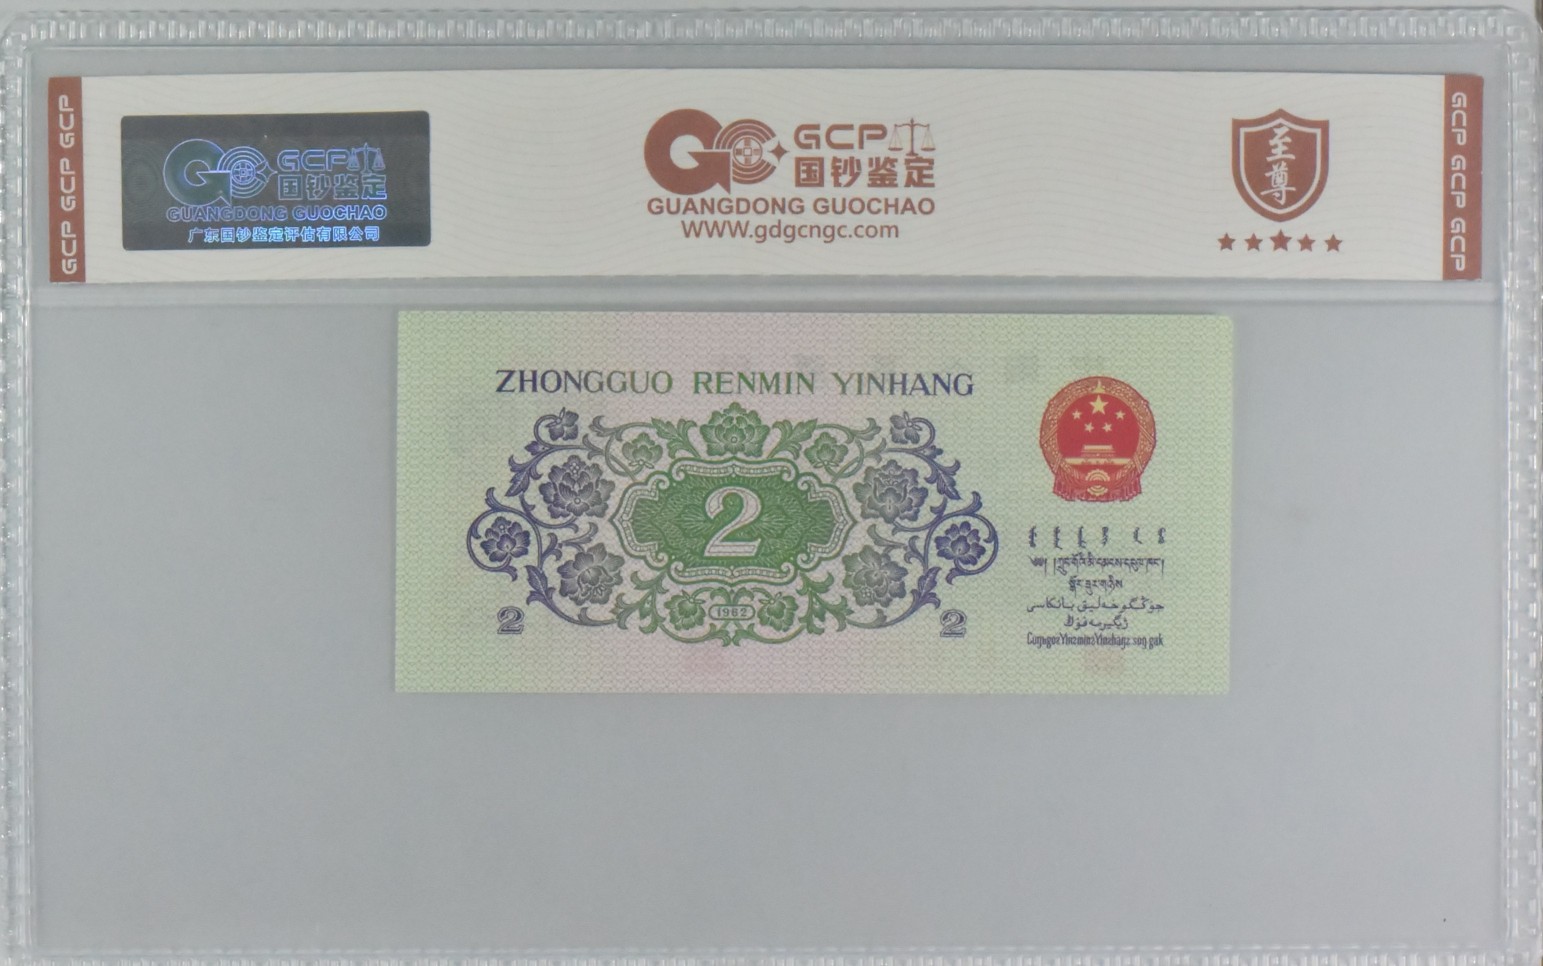 GCP GCP GCP
GCP
国钞鉴定
GUANGDONG GUOCHAO
广东国钞鉴定评估有限公司
GCP
国钞鉴定
GUANGDONG GUOCHAO
WWW.gdgcngc.com
至尊
GCP GCP GCP
ZHONGGUO RENMIN YINHANG
2
1962
2
2